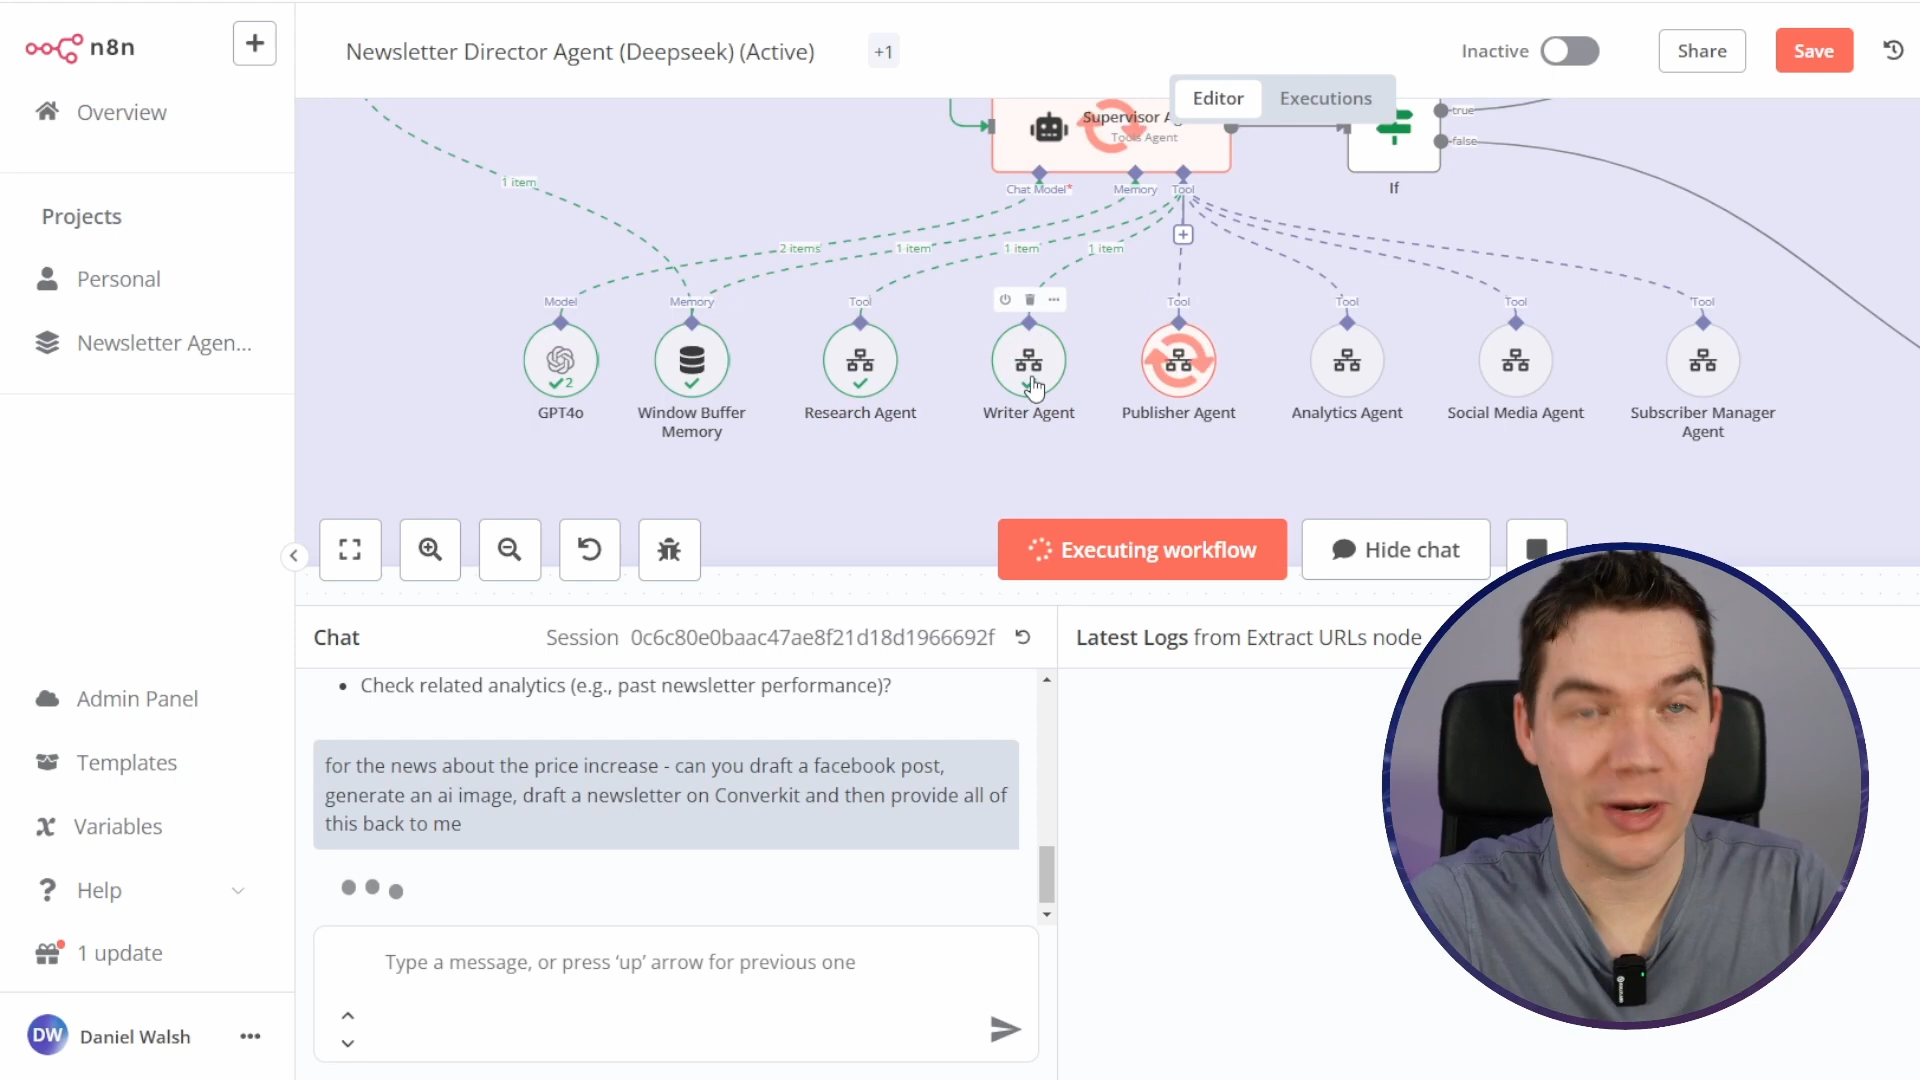 n8n
Newsletter Director Agent (Deepseek) (Active)
+1
Inactive
Share
Save
Editor
Executions
Overview
Projects
Personal
Newsletter Agen...
Admin Panel
Templates
Variables
Help
1 update
DW
Daniel Walsh
Supervisor A
Tools Agent
true
false
If
Chat Model*
Memory
Tool
1 item
2 items
1 item
1 item
1 item
Model
Memory
Tool
Tool
Tool
Tool
Tool
2
GPT4o
Window Buffer
Memory
Research Agent
Writer Agent
Publisher Agent
Analytics Agent
Social Media Agent
Subscriber Manager
Agent
Executing workflow
Hide chat
Chat
Session 0c6c80e0baac47ae8f21d18d1966692f
Latest Logs from Extract URLs node
• Check related analytics (e.g., past newsletter performance)?
for the news about the price increase - can you draft a facebook post,
generate an ai image, draft a newsletter on Converkit and then provide all of
this back to me
Type a message, or press ‘up’ arrow for previous one